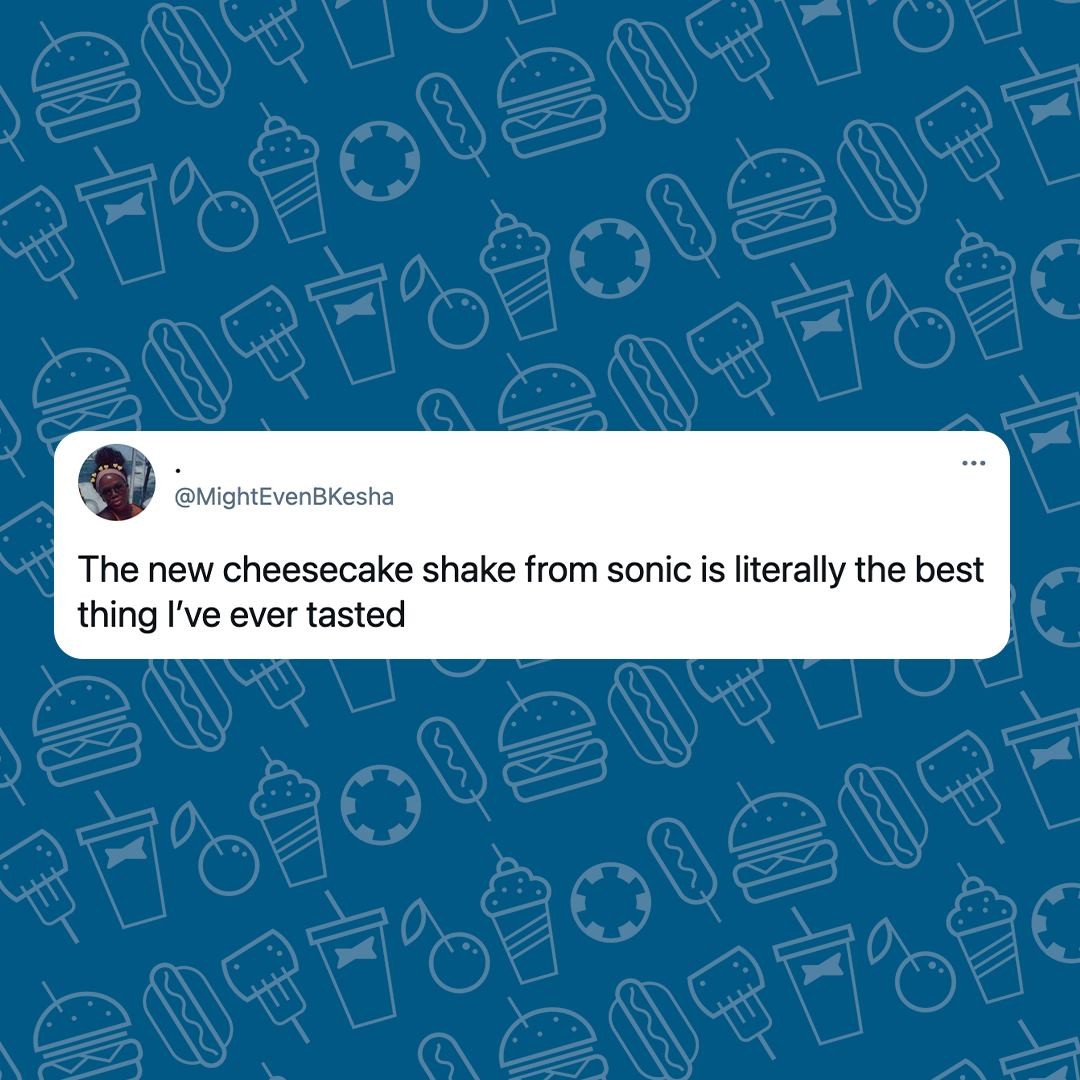 .
@MightEvenBKesha
The new cheesecake shake from sonic is literally the best
thing I’ve ever tasted